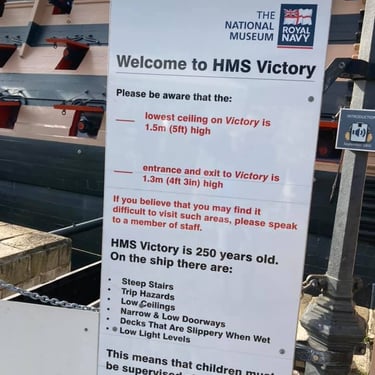 THE
NATIONAL
MUSEUM
ROYAL
NAVY
Welcome to HMS Victory
Please be aware that the:
lowest ceiling on Victory is
1.5m (5ft) high
entrance and exit to Victory is
1.3m (4ft 3in) high
If you believe that you may find it
difficult to visit such areas, please speak
to a member of staff.
HMS Victory is 250 years old.
On the ship there are:
• Steep Stairs
• Trip Hazards
• Low Ceilings
• Narrow & Low Doorways
• Decks That Are Slippery When Wet
• Low Light Levels
This means that children must
be supervised
INTRODUCTION